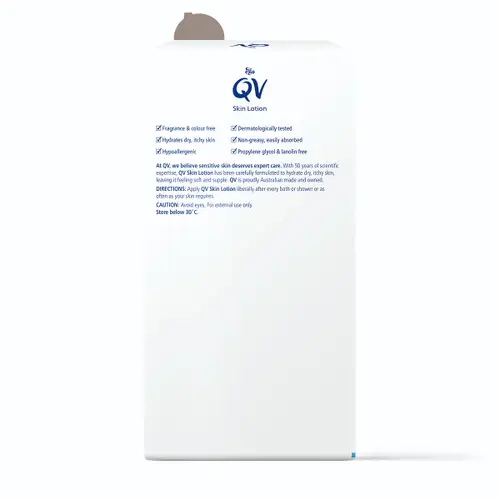 QV
QV
Skin Lotion
Fragrance & colour free
Dermatologically tested
Hydrates dry, itchy skin
Non-greasy, easily absorbed
Hypoallergenic
Propylene glycol & lanolin free
At QV, we believe sensitive skin deserves expert care. With 50 years of scientific
expertise, QV Skin Lotion has been carefully formulated to hydrate dry, itchy skin,
leaving it feeling soft and supple. QV is proudly Australian made and owned.
DIRECTIONS: Apply QV Skin Lotion liberally after every bath or shower or as
often as your skin requires.
CAUTION: Avoid eyes. For external use only.
Store below 30°C.